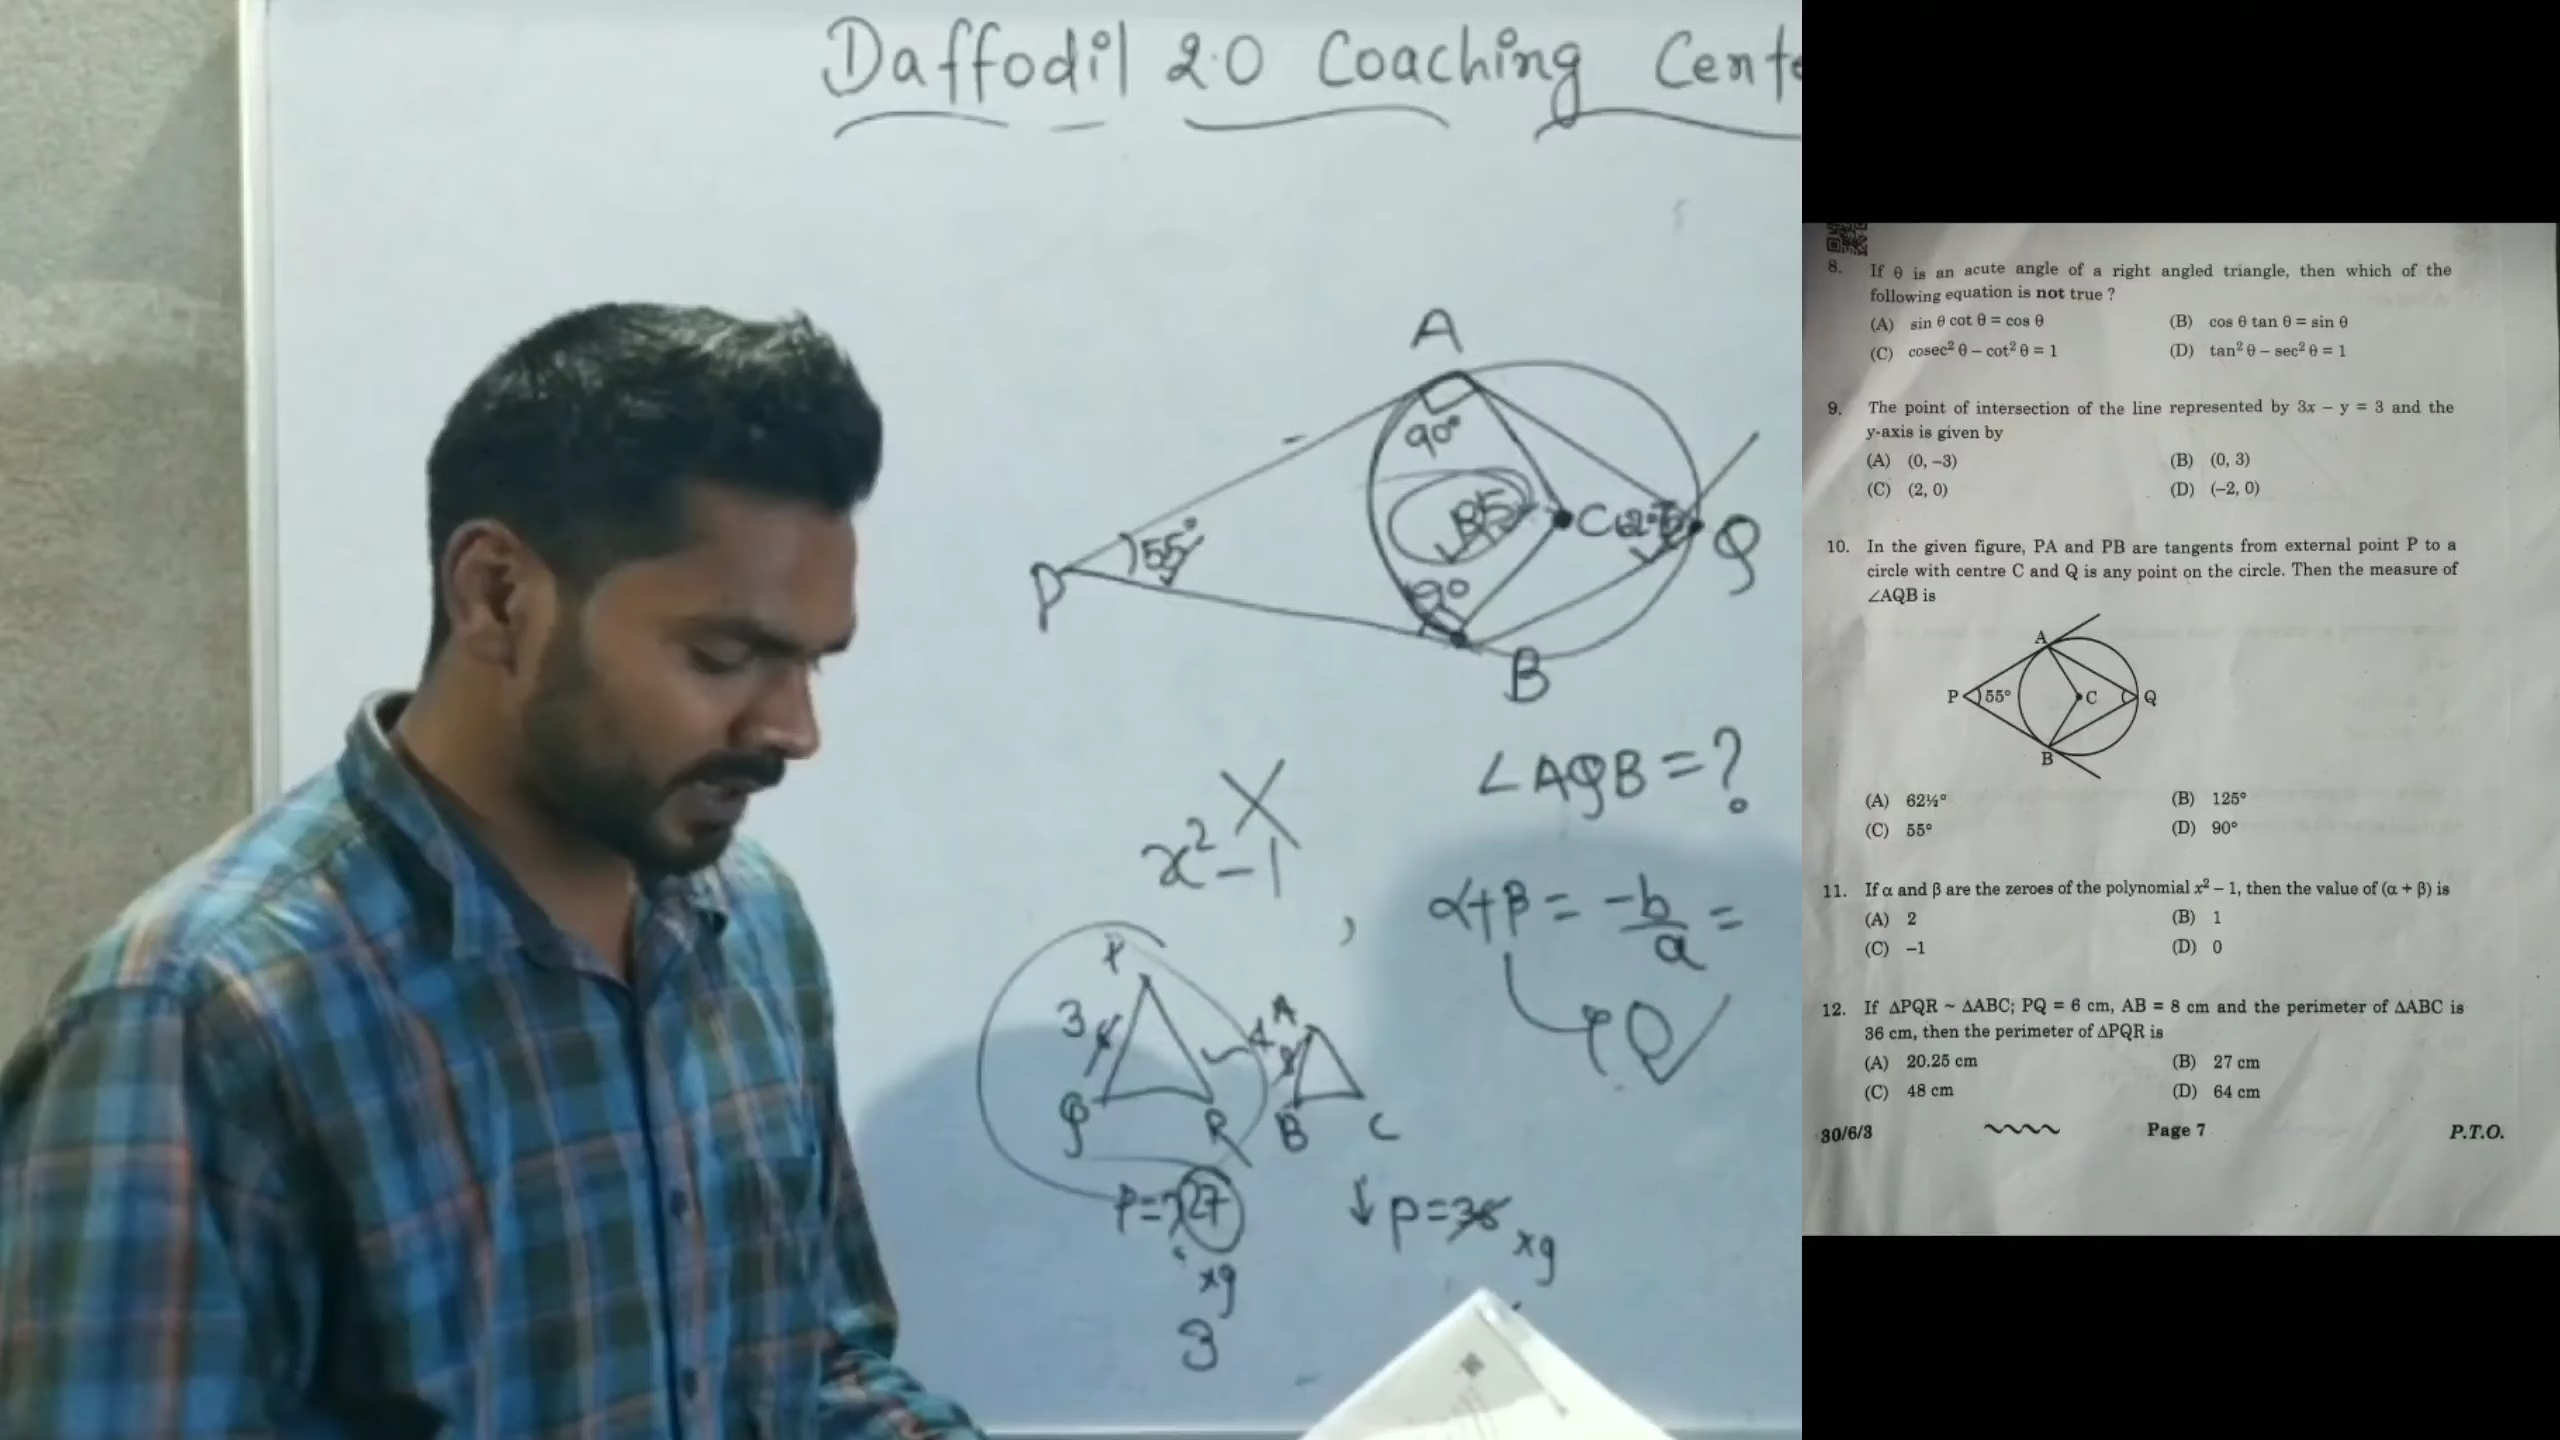 Daffodil 2.0 Coaching Cente
A
90°
C
P
55°
Q
90°
B
∠AQB = ?
x² - 1
α+β = -b/a =
0
P
3
A
Q
R
B
C
P=?27
P=36
x9
x9
3
8. If θ is an acute angle of a right angled triangle, then which of the
following equation is not true ?
(A) sin θ cot θ = cos θ (B) cos θ tan θ = sin θ
(C) cosec² θ – cot² θ = 1 (D) tan² θ – sec² θ = 1
9. The point of intersection of the line represented by 3x – y = 3 and the
y-axis is given by
(A) (0, –3) (B) (0, 3)
(C) (2, 0) (D) (–2, 0)
10. In the given figure, PA and PB are tangents from external point P to a
circle with centre C and Q is any point on the circle. Then the measure of
∠AQB is
A
P 55° C Q
B
(A) 62½° (B) 125°
(C) 55° (D) 90°
11. If α and β are the zeroes of the polynomial x² – 1, then the value of (α + β) is
(A) 2 (B) 1
(C) –1 (D) 0
12. If ΔPQR ~ ΔABC; PQ = 6 cm, AB = 8 cm and the perimeter of ΔABC is
36 cm, then the perimeter of ΔPQR is
(A) 20.25 cm (B) 27 cm
(C) 48 cm (D) 64 cm
30/6/3 Page 7 P.T.O.